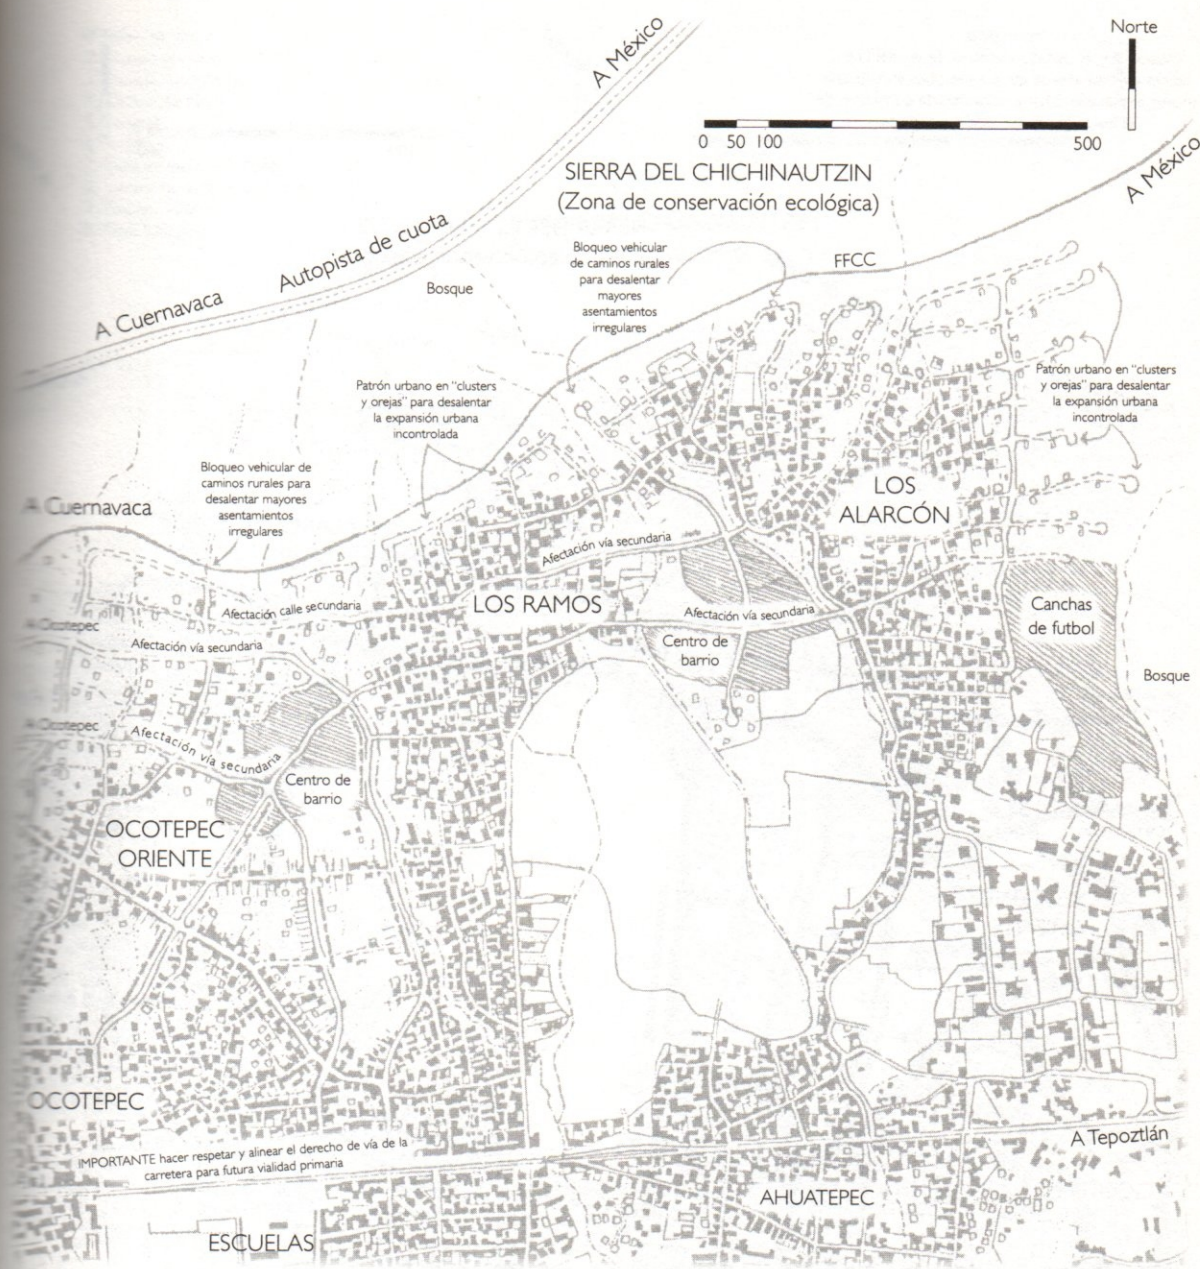 Norte
A México
0 50 100 500
SIERRA DEL CHICHINAUTZIN
(Zona de conservación ecológica)
A México
Autopista de cuota
A Cuernavaca
Bosque
Bloqueo vehicular
de caminos rurales
para desalentar
mayores
asentamientos
irregulares
FFCC
Patrón urbano en "clusters
y orejas" para desalentar
la expansión urbana
incontrolada
Patrón urbano en "clusters
y orejas" para desalentar
la expansión urbana
incontrolada
Bloqueo vehicular de
caminos rurales para
desalentar mayores
asentamientos
irregulares
A Cuernavaca
LOS
ALARCÓN
Afectación vía secundaria
Afectación calle secundaria
LOS RAMOS
Afectación vía secundaria
Canchas
de futbol
A Ocotepec
Afectación vía secundaria
Centro de
barrio
Bosque
A Ocotepec
Afectación vía secundaria
Centro de
barrio
OCOTEPEC
ORIENTE
OCOTEPEC
IMPORTANTE hacer respetar y alinear el derecho de vía de la
carretera para futura vialidad primaria
A Tepoztlán
AHUATEPEC
ESCUELAS